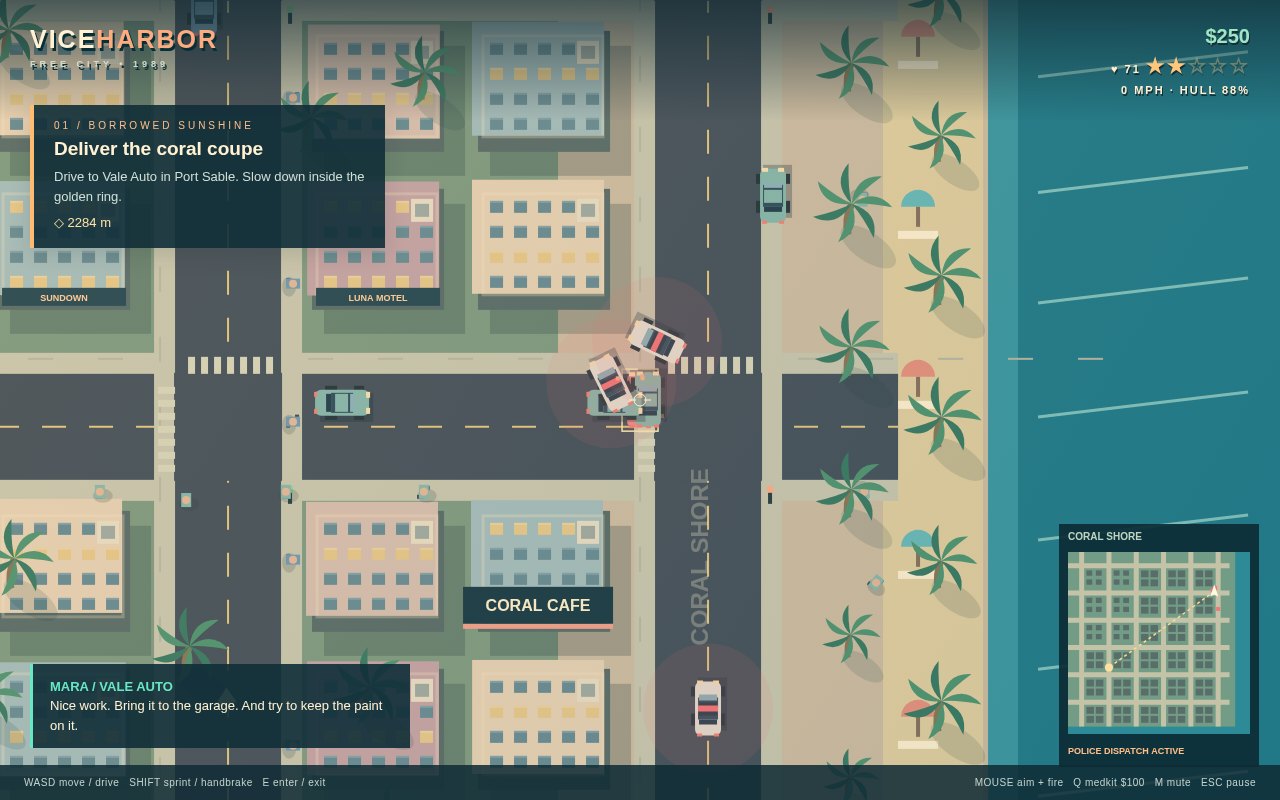 VICEHARBOR
FREE CITY • 1989
$250
♥ 71 ★★☆☆☆
0 MPH · HULL 88%
01 / BORROWED SUNSHINE
Deliver the coral coupe
Drive to Vale Auto in Port Sable. Slow down inside the
golden ring.
◇ 2284 m
SUNDOWN
LUNA MOTEL
CORAL SHORE
CORAL CAFE
CORAL SHORE
POLICE DISPATCH ACTIVE
MARA / VALE AUTO
Nice work. Bring it to the garage. And try to keep the paint
on it.
WASD move / drive SHIFT sprint / handbrake E enter / exit
MOUSE aim + fire Q medkit $100 M mute ESC pause